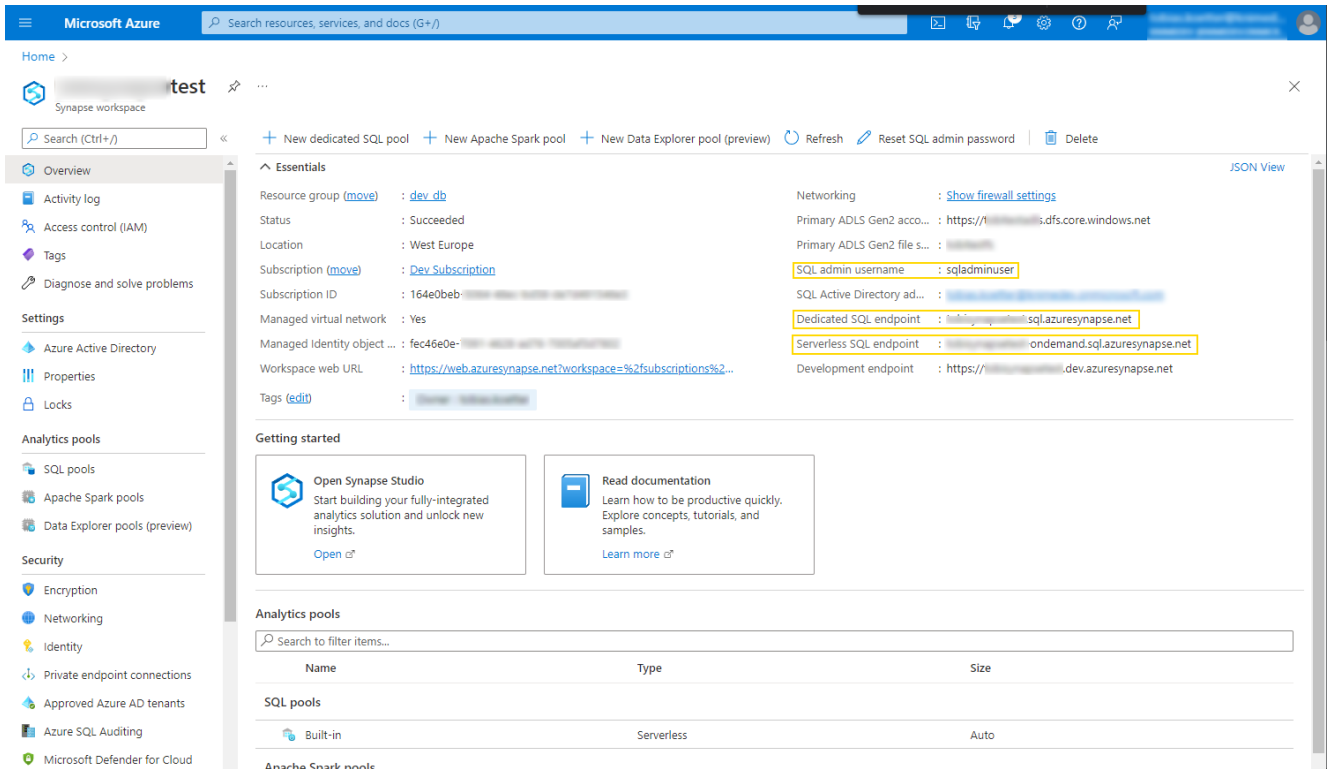 Microsoft Azure
Search resources, services, and docs (G+/)
Home >
test
Synapse workspace
Search (Ctrl+/)
Overview
Activity log
Access control (IAM)
Tags
Diagnose and solve problems
Settings
Azure Active Directory
Properties
Locks
Analytics pools
SQL pools
Apache Spark pools
Data Explorer pools (preview)
Security
Encryption
Networking
Identity
Private endpoint connections
Approved Azure AD tenants
Azure SQL Auditing
Microsoft Defender for Cloud
New dedicated SQL pool New Apache Spark pool New Data Explorer pool (preview) Refresh Reset SQL admin password Delete
Essentials
JSON View
Resource group (move) : dev_db
Status : Succeeded
Location : West Europe
Subscription (move) : Dev Subscription
Subscription ID : 164e0beb-
Managed virtual network : Yes
Managed Identity object ... : fec46e0e-
Workspace web URL : https://web.azuresynapse.net?workspace=%2fsubscriptions%2...
Tags (edit) :
Networking : Show firewall settings
Primary ADLS Gen2 acco... : https:// .dfs.core.windows.net
Primary ADLS Gen2 file s... :
SQL admin username : sqladminuser
SQL Active Directory ad... :
Dedicated SQL endpoint : .sql.azuresynapse.net
Serverless SQL endpoint : -ondemand.sql.azuresynapse.net
Development endpoint : https:// .dev.azuresynapse.net
Getting started
Open Synapse Studio
Start building your fully-integrated
analytics solution and unlock new
insights.
Open
Read documentation
Learn how to be productive quickly.
Explore concepts, tutorials, and
samples.
Learn more
Analytics pools
Search to filter items...
Name Type Size
SQL pools
Built-in Serverless Auto
Apache Spark pools